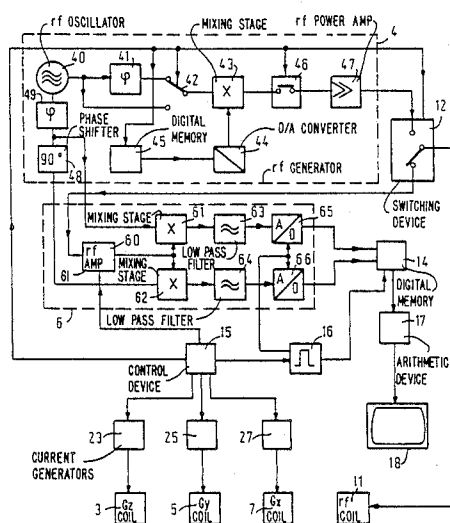 rf OSCILLATOR
MIXING STAGE
rf POWER AMP
40
41
42
43
46
47
4
φ
X
49
φ
PHASE SHIFTER
DIGITAL MEMORY
D/A CONVERTER
12
90°
48
45
44
rf GENERATOR
SWITCHING DEVICE
MIXING STAGE
61
63
65
X
A/D
60
rf AMP
LOW PASS FILTER
64
66
14
MIXING STAGE
X
A/D
61
62
DIGITAL MEMORY
6
LOW PASS FILTER
15
16
17
CONTROL DEVICE
ARITHMETIC DEVICE
23
25
27
18
CURRENT GENERATORS
11
3
Gz COIL
5
Gy COIL
7
Gx COIL
rf COIL